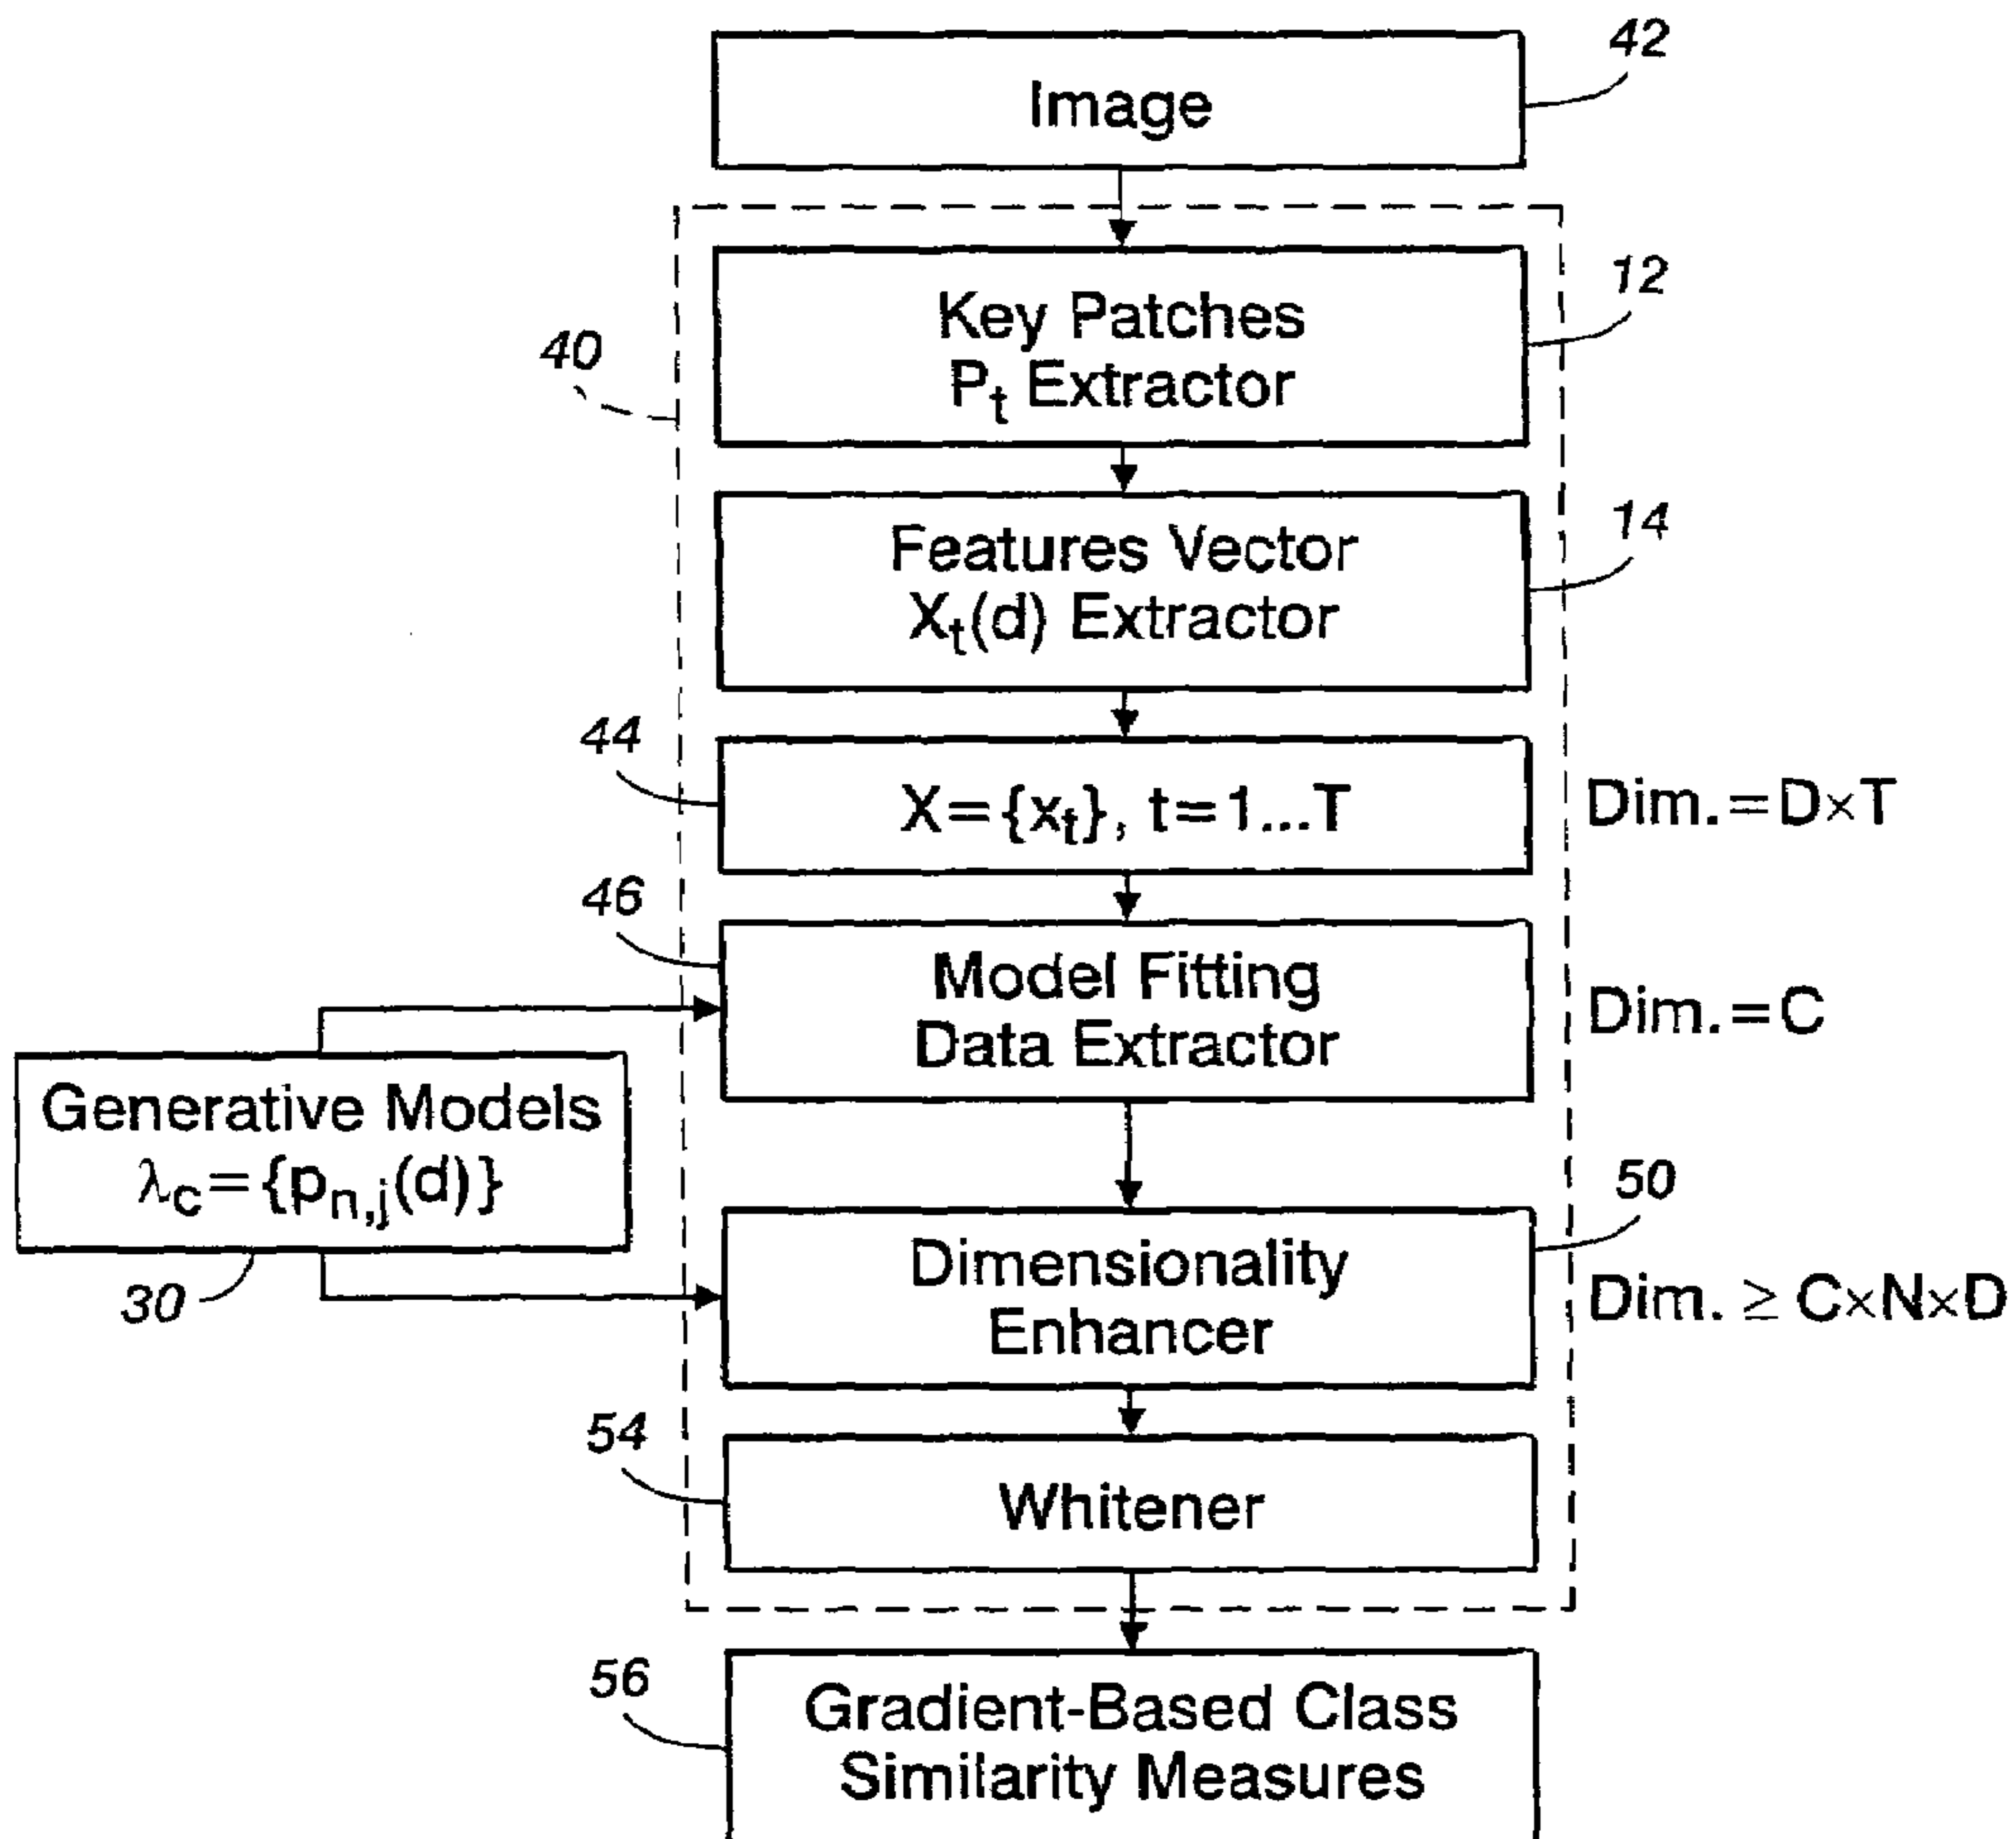 42
Image
12
Key Patches
Pt Extractor
40
14
Features Vector
Xt(d) Extractor
44
X={xt}, t=1...T
Dim.=D×T
46
Model Fitting
Data Extractor
Dim.=C
Generative Models
λc={pn,j(d)}
30
50
Dimensionality
Enhancer
Dim. ≥ C×N×D
54
Whitener
56
Gradient-Based Class
Similarity Measures